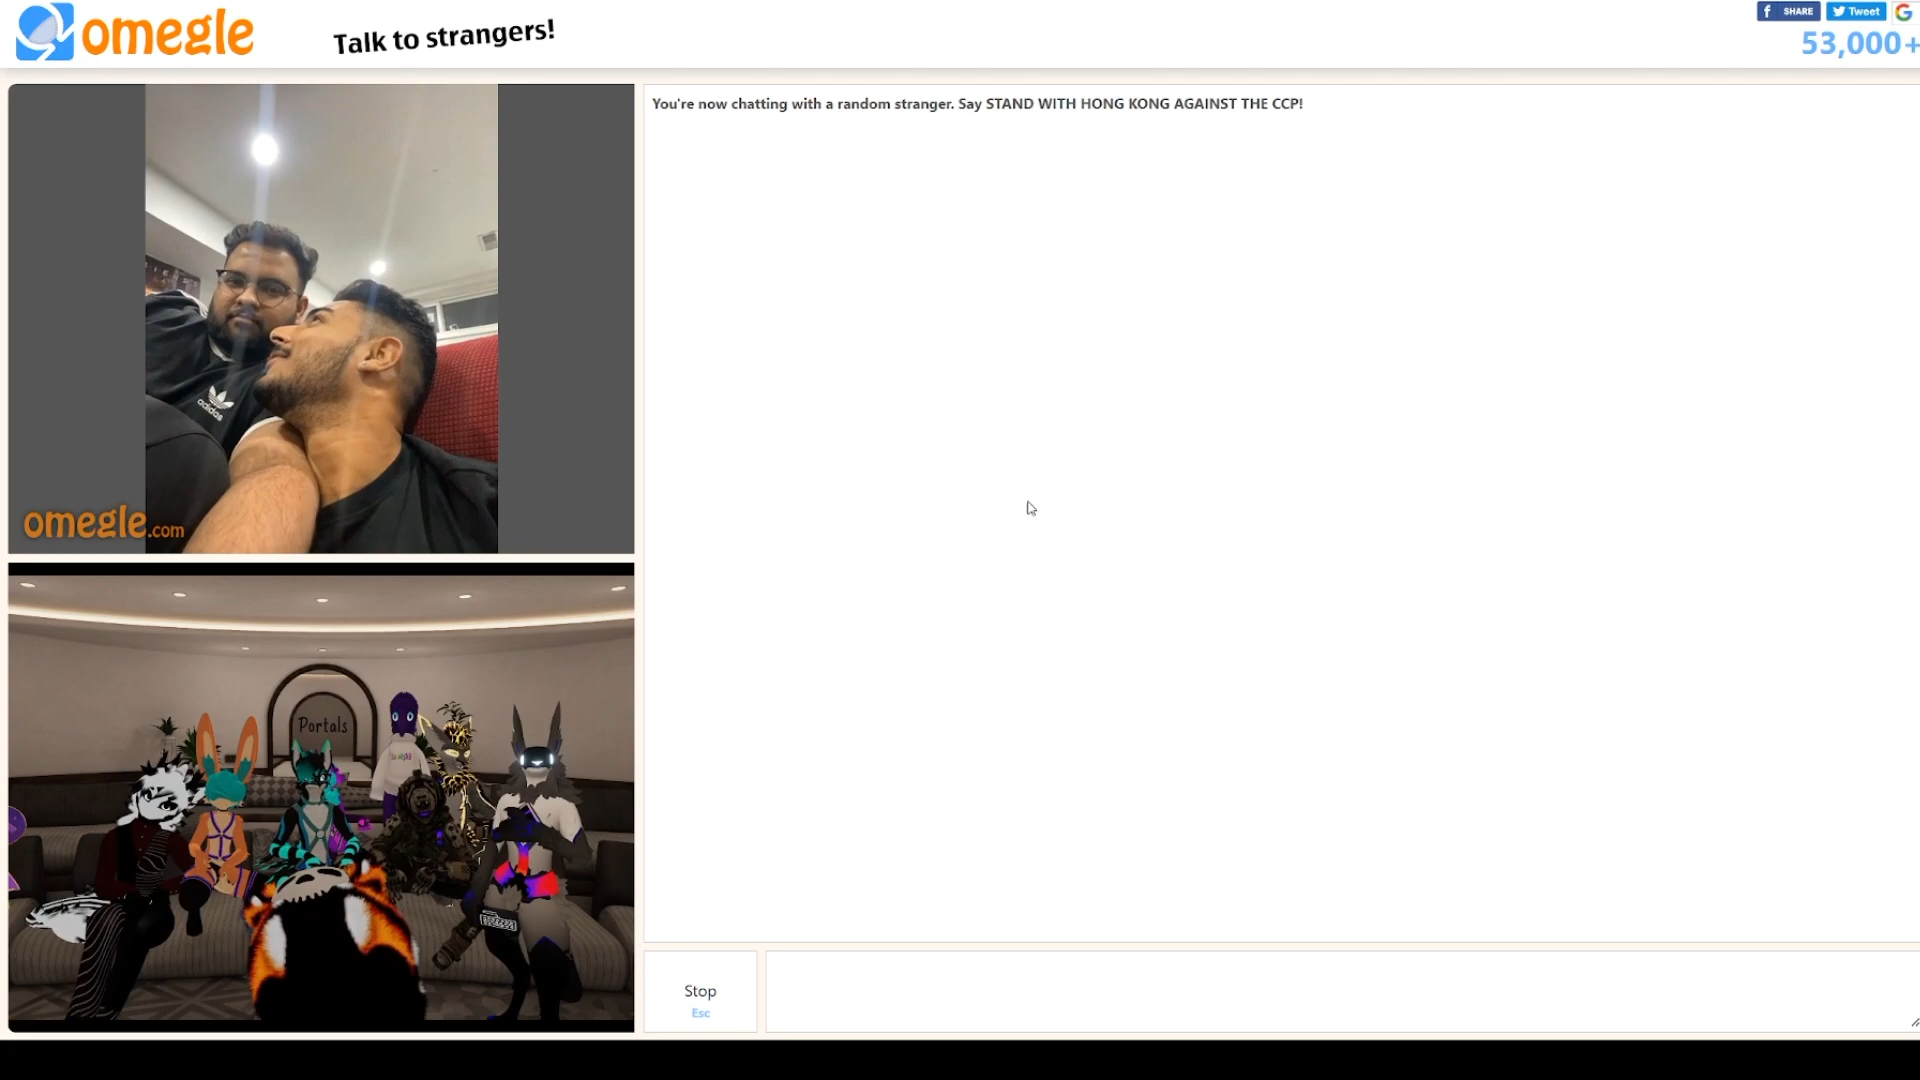 omegle
Talk to strangers!
f SHARE
Tweet
G
53,000+
You're now chatting with a random stranger. Say STAND WITH HONG KONG AGAINST THE CCP!
adidas
omegle.com
Portals
Stop
Esc